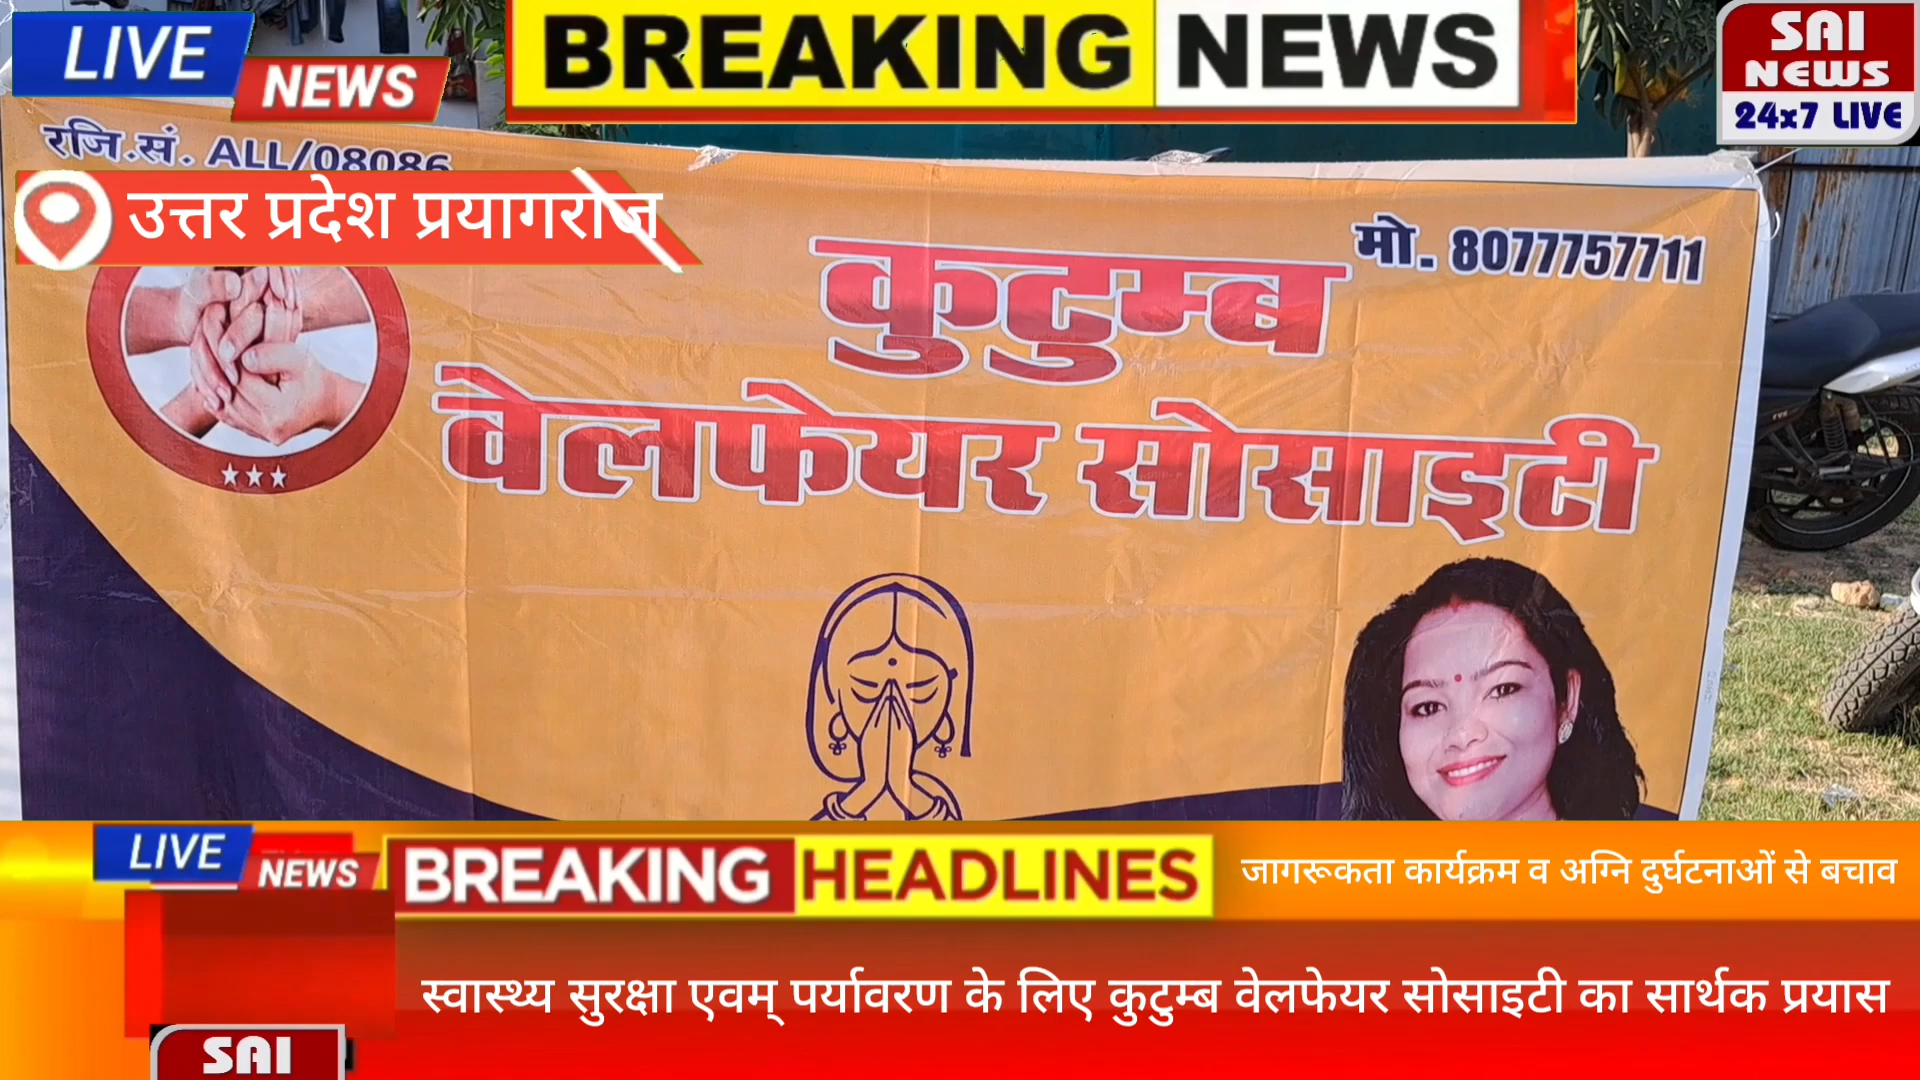 LIVE
NEWS
BREAKING NEWS
SAI
NEWS
24x7 LIVE
रजि.सं. ALL/08086
उत्तर प्रदेश प्रयागराज
मो. 8077757711
कुटुम्ब
वेलफेयर सोसाइटी
LIVE
NEWS
BREAKING HEADLINES
जागरूकता कार्यक्रम व अग्नि दुर्घटनाओं से बचाव
स्वास्थ्य सुरक्षा एवम् पर्यावरण के लिए कुटुम्ब वेलफेयर सोसाइटी का सार्थक प्रयास
SAI